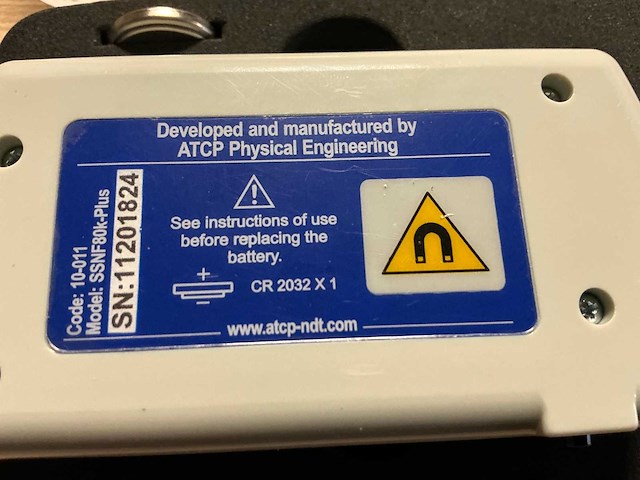 Developed and manufactured by
ATCP Physical Engineering
Code: 10-011
Model: SSNF80k-Plus
SN:11201824
See instructions of use
before replacing the
battery.
+
CR 2032 X 1
www.atcp-ndt.com